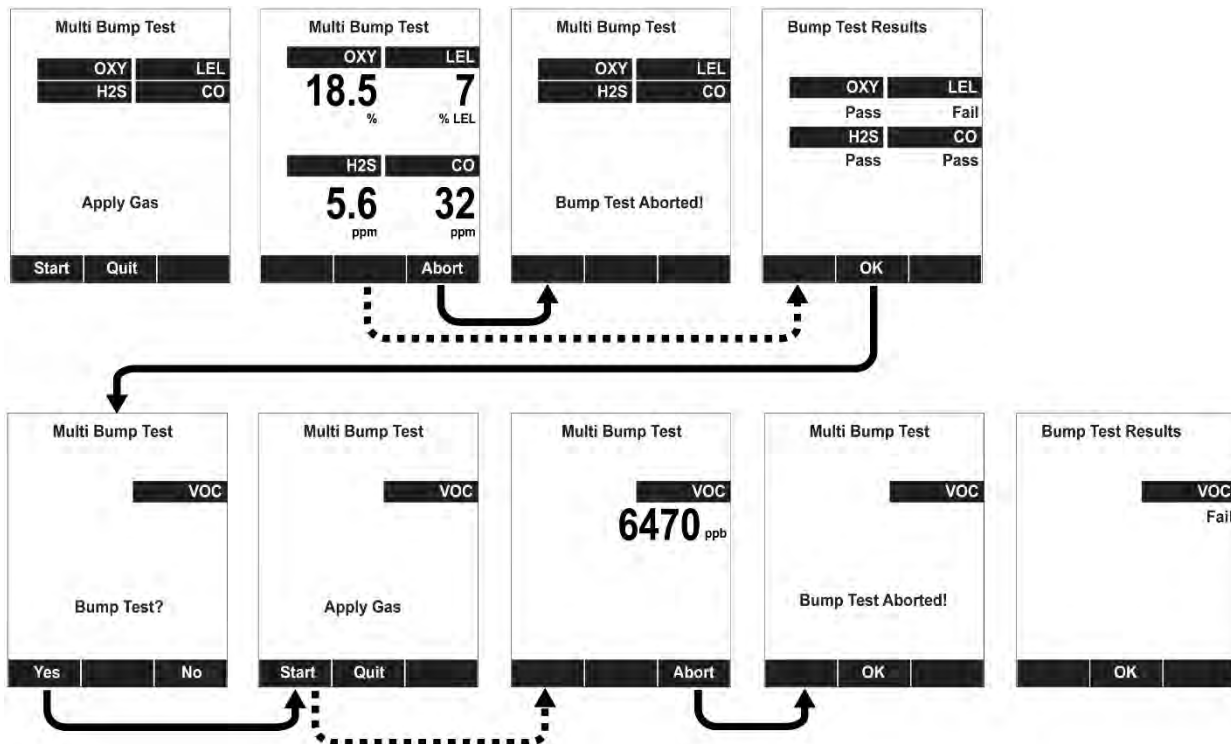 Multi Bump Test
OXY LEL
H2S CO
Apply Gas
Start Quit
Multi Bump Test
OXY LEL
18.5 7
% % LEL
H2S CO
5.6 32
ppm ppm
Abort
Multi Bump Test
OXY LEL
H2S CO
Bump Test Aborted!
Bump Test Results
OXY LEL
Pass Fail
H2S CO
Pass Pass
OK
Multi Bump Test
VOC
Bump Test?
Yes No
Multi Bump Test
VOC
Apply Gas
Start Quit
Multi Bump Test
VOC
6470 ppb
Abort
Multi Bump Test
VOC
Bump Test Aborted!
OK
Bump Test Results
VOC
Fail
OK